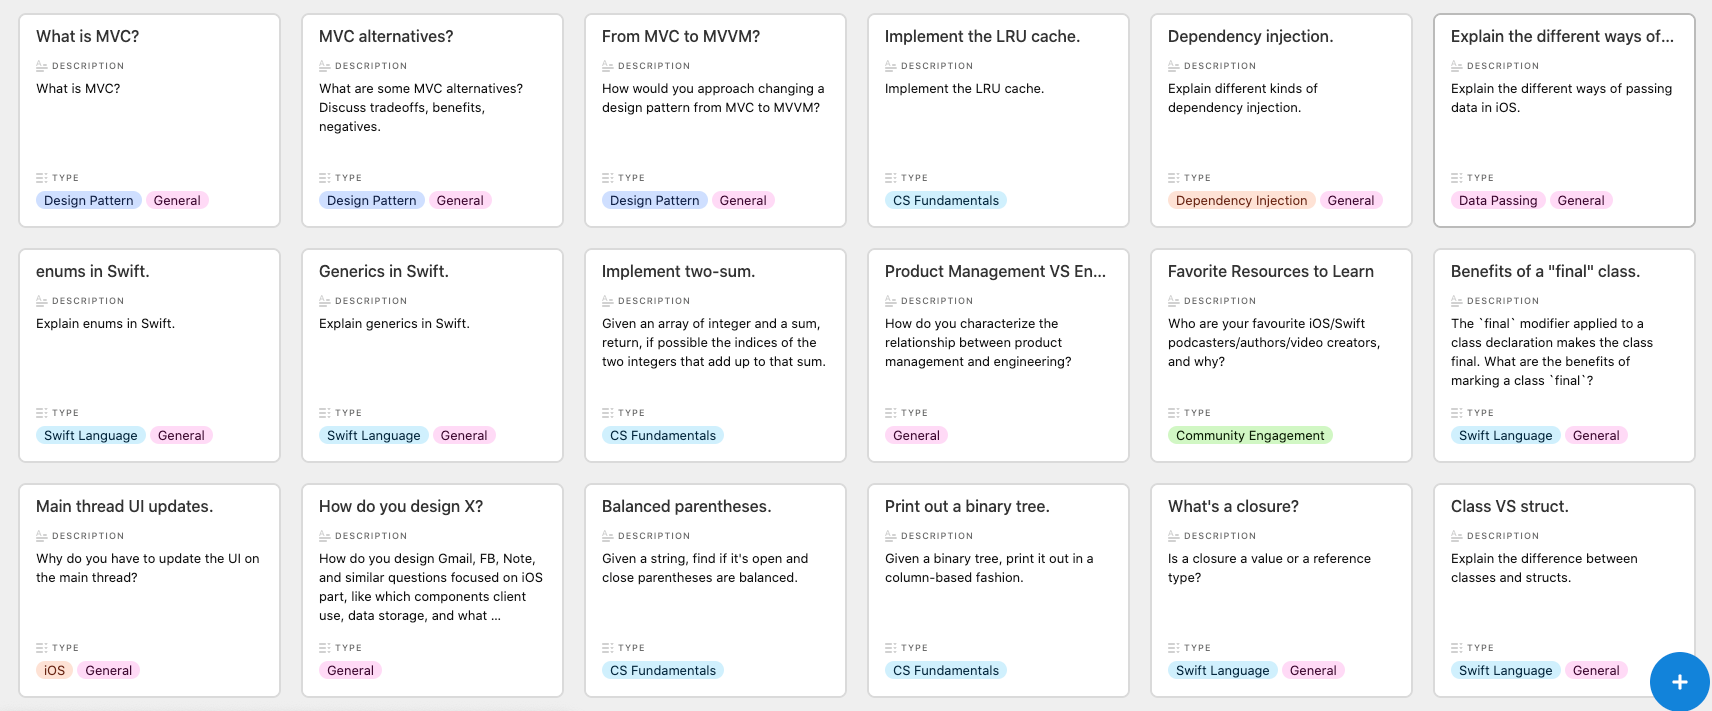 What is MVC?
DESCRIPTION
What is MVC?
TYPE
Design Pattern General
MVC alternatives?
DESCRIPTION
What are some MVC alternatives?
Discuss tradeoffs, benefits,
negatives.
TYPE
Design Pattern General
From MVC to MVVM?
DESCRIPTION
How would you approach changing a
design pattern from MVC to MVVM?
TYPE
Design Pattern General
Implement the LRU cache.
DESCRIPTION
Implement the LRU cache.
TYPE
CS Fundamentals
Dependency injection.
DESCRIPTION
Explain different kinds of
dependency injection.
TYPE
Dependency Injection General
Explain the different ways of...
DESCRIPTION
Explain the different ways of passing
data in iOS.
TYPE
Data Passing General
enums in Swift.
DESCRIPTION
Explain enums in Swift.
TYPE
Swift Language General
Generics in Swift.
DESCRIPTION
Explain generics in Swift.
TYPE
Swift Language General
Implement two-sum.
DESCRIPTION
Given an array of integer and a sum,
return, if possible the indices of the
two integers that add up to that sum.
TYPE
CS Fundamentals
Product Management VS En...
DESCRIPTION
How do you characterize the
relationship between product
management and engineering?
TYPE
General
Favorite Resources to Learn
DESCRIPTION
Who are your favourite iOS/Swift
podcasters/authors/video creators,
and why?
TYPE
Community Engagement
Benefits of a "final" class.
DESCRIPTION
The `final` modifier applied to a
class declaration makes the class
final. What are the benefits of
marking a class `final`?
TYPE
Swift Language General
Main thread UI updates.
DESCRIPTION
Why do you have to update the UI on
the main thread?
TYPE
iOS General
How do you design X?
DESCRIPTION
How do you design Gmail, FB, Note,
and similar questions focused on iOS
part, like which components client
use, data storage, and what ...
TYPE
General
Balanced parentheses.
DESCRIPTION
Given a string, find if it's open and
close parentheses are balanced.
TYPE
CS Fundamentals
Print out a binary tree.
DESCRIPTION
Given a binary tree, print it out in a
column-based fashion.
TYPE
CS Fundamentals
What's a closure?
DESCRIPTION
Is a closure a value or a reference
type?
TYPE
Swift Language General
Class VS struct.
DESCRIPTION
Explain the difference between
classes and structs.
TYPE
Swift Language General